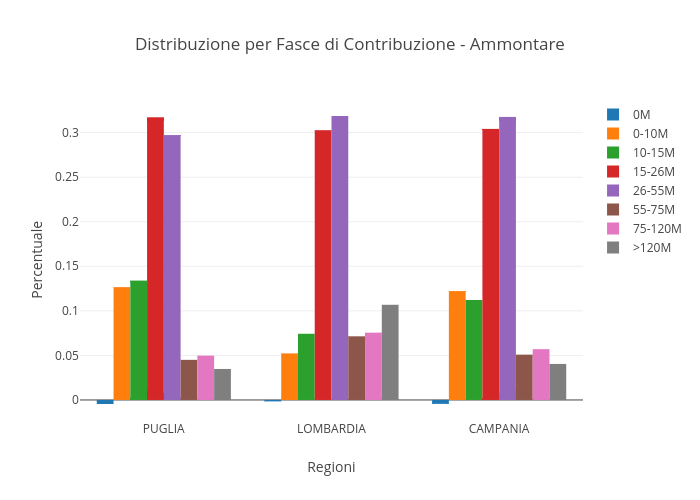 Distribuzione per Fasce di Contribuzione - Ammontare
0M
0-10M
10-15M
15-26M
26-55M
55-75M
75-120M
>120M
Percentuale
0.3
0.25
0.2
0.15
0.1
0.05
0
PUGLIA
LOMBARDIA
CAMPANIA
Regioni